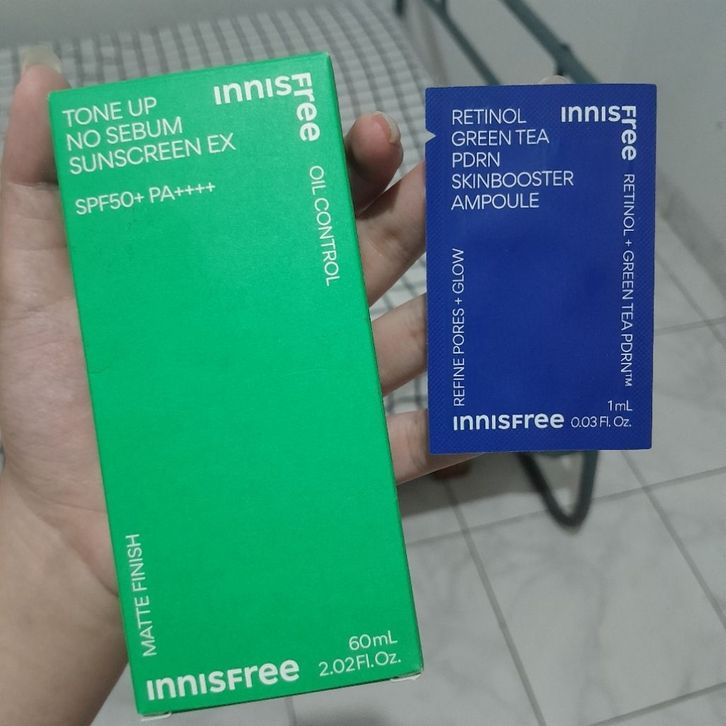 TONE UP
NO SEBUM
SUNSCREEN EX
SPF50+ PA++++
INNISFree
OIL CONTROL
MATTE FINISH
60mL
2.02Fl.Oz.
INNISFree
RETINOL
GREEN TEA
PDRN
SKINBOOSTER
AMPOULE
INNISFree
RETINOL + GREEN TEA PDRN™
REFINE PORES + GLOW
1mL
INNISFree 0.03 Fl. Oz.